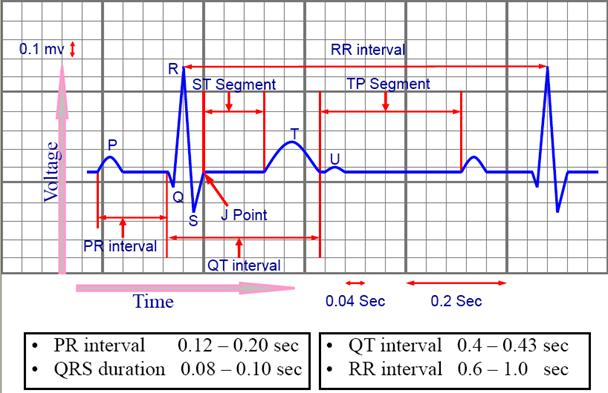 0.1 mv
RR interval
R
ST Segment
TP Segment
Voltage
P
T
U
Q
S
J Point
PR interval
QT interval
Time
0.04 Sec
0.2 Sec
• PR interval 0.12 – 0.20 sec
• QRS duration 0.08 – 0.10 sec
• QT interval 0.4 – 0.43 sec
• RR interval 0.6 – 1.0 sec